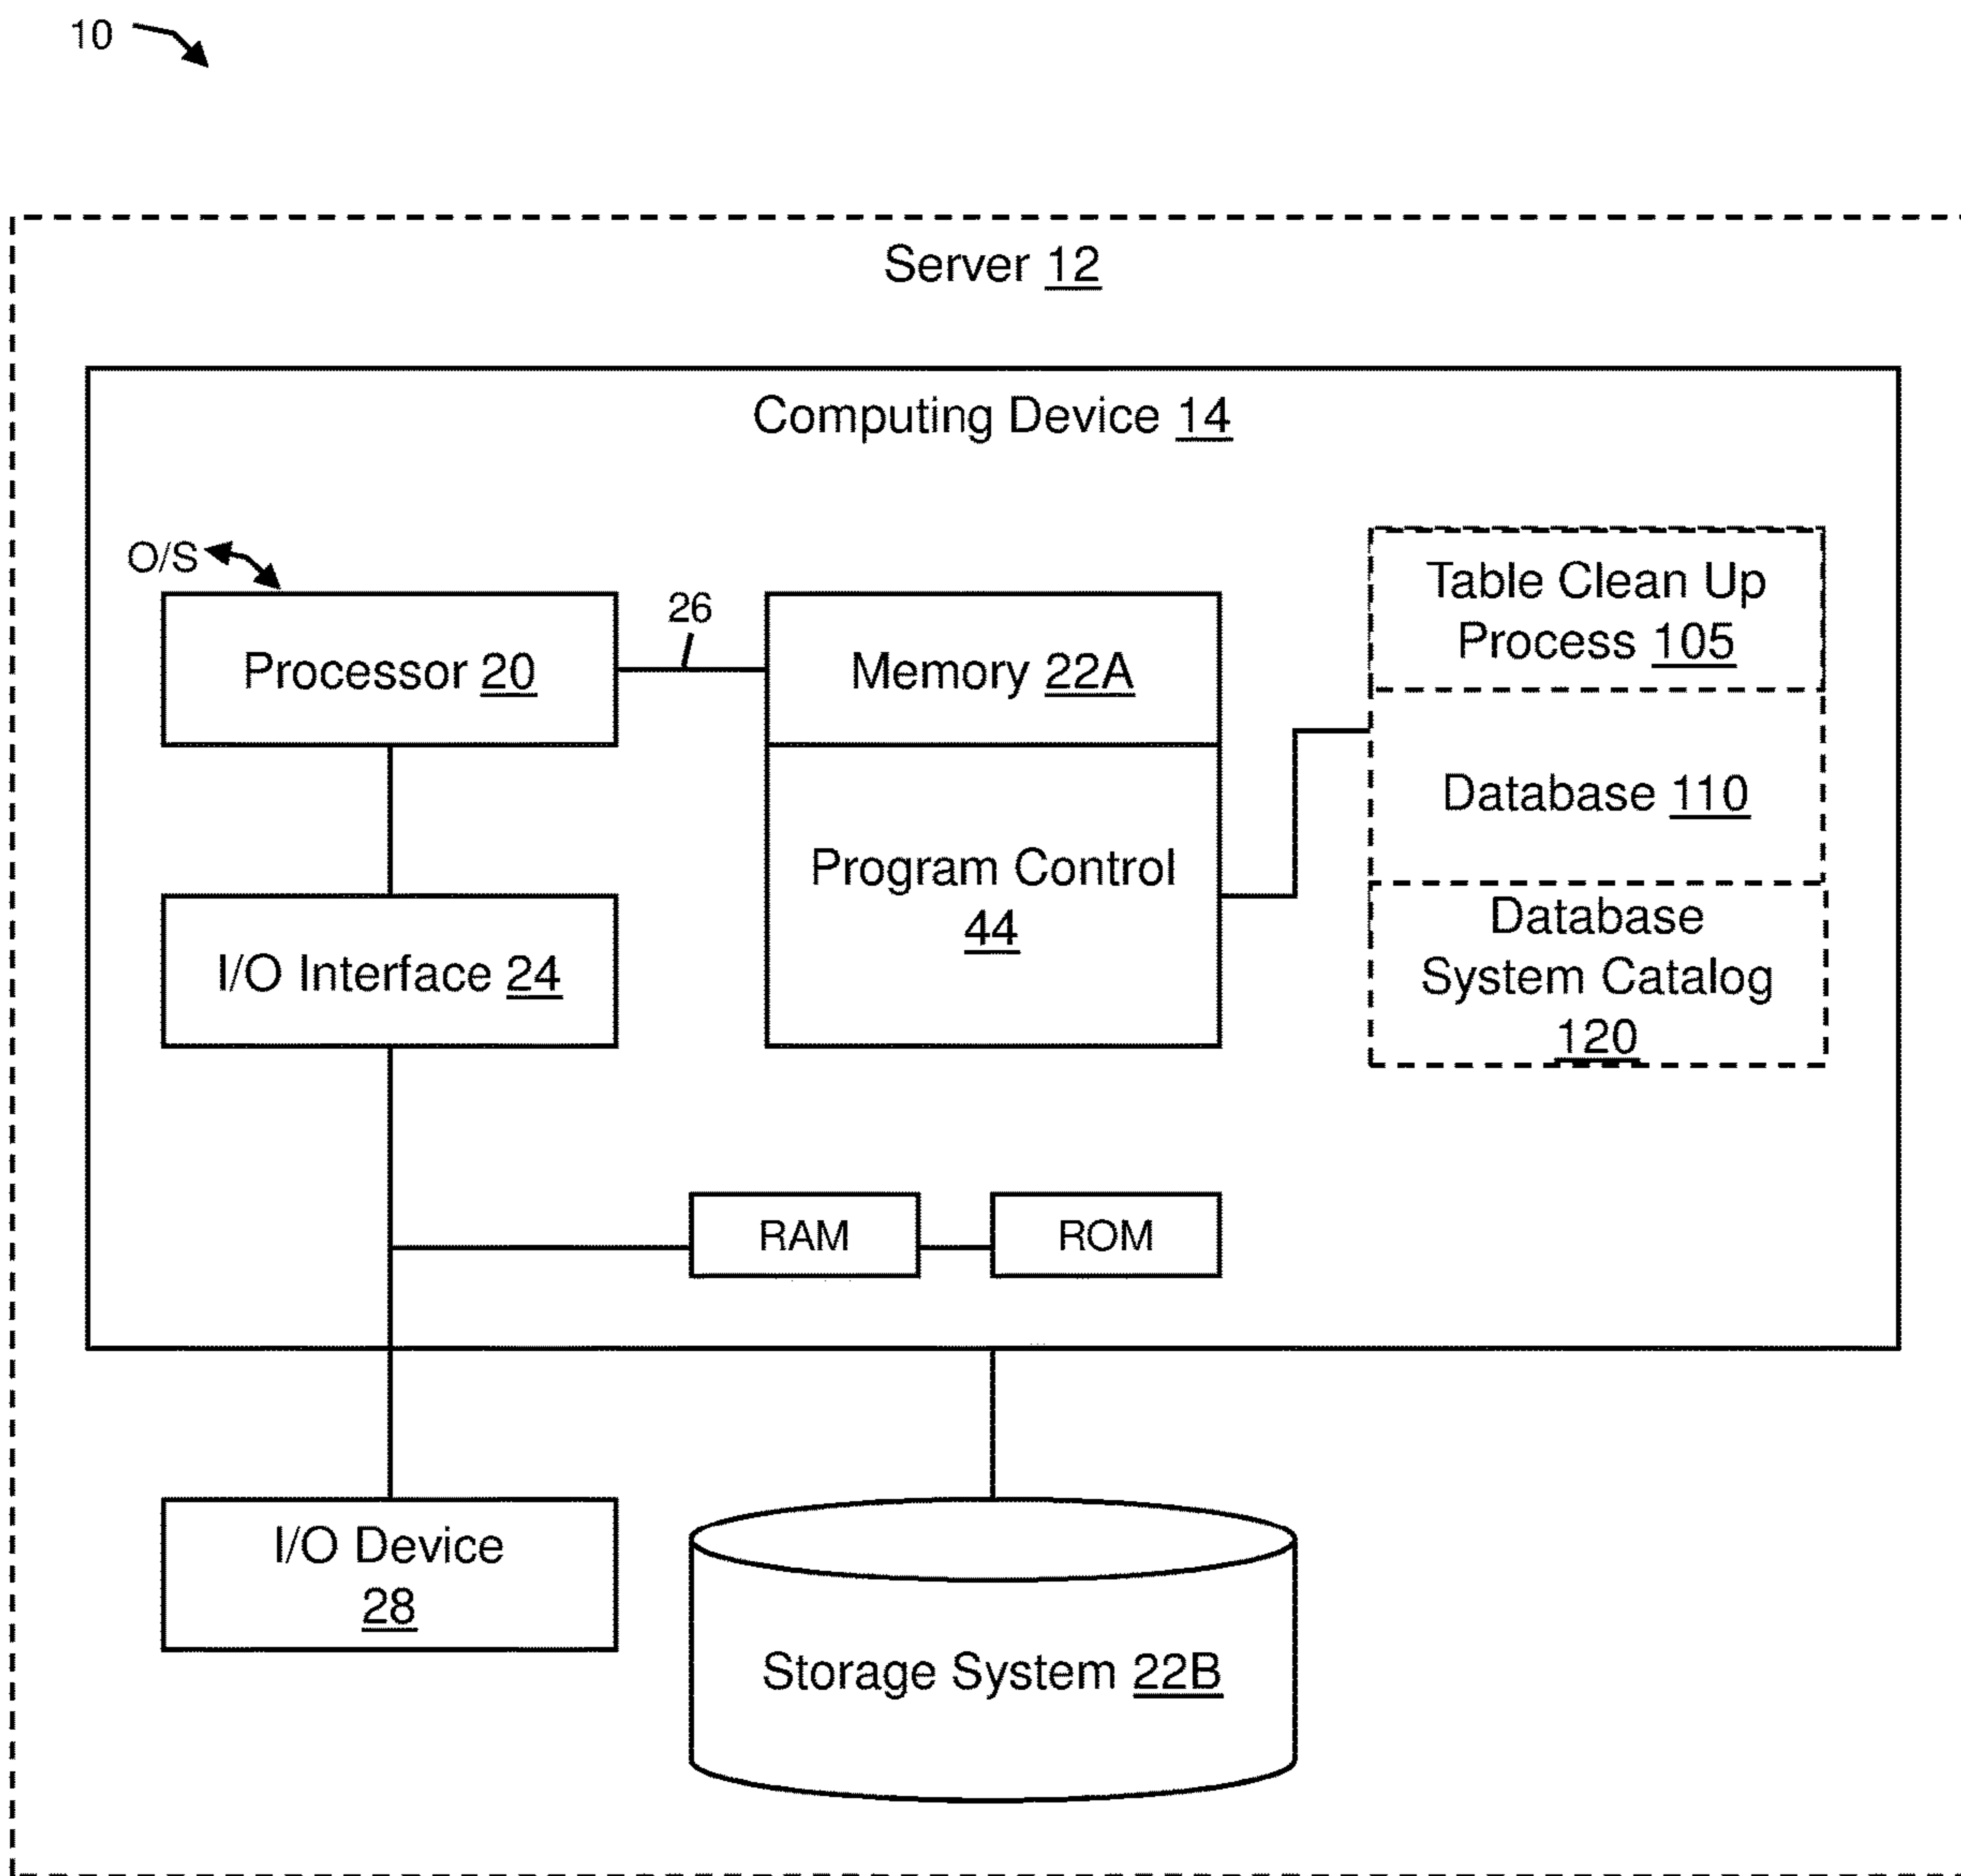 10
Server 12
Computing Device 14
O/S
Processor 20
26
Memory 22A
Table Clean Up
Process 105
Database 110
Program Control
44
I/O Interface 24
Database
System Catalog
120
RAM
ROM
I/O Device
28
Storage System 22B